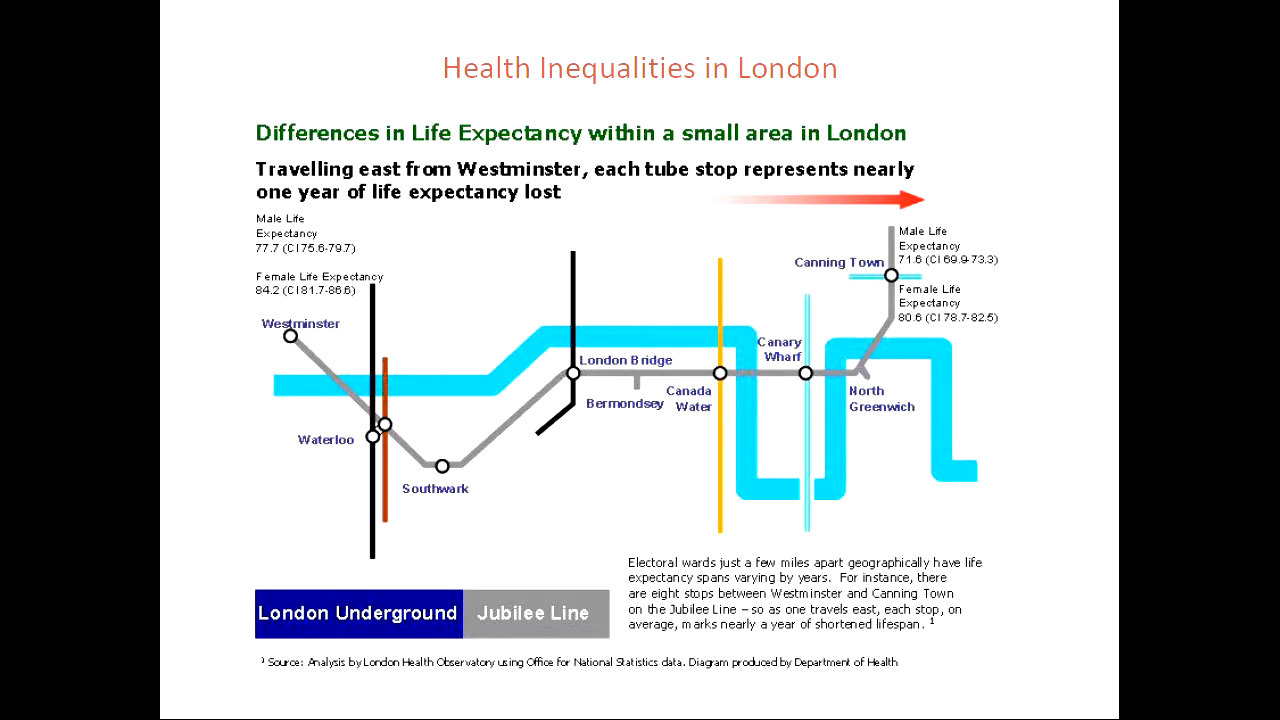 Health Inequalities in London
Differences in Life Expectancy within a small area in London
Travelling east from Westminster, each tube stop represents nearly
one year of life expectancy lost
Male Life
Expectancy
77.7 (CI 75.6-79.7)
Female Life Expectancy
84.2 (CI 81.7-86.6)
Male Life
Expectancy
71.6 (CI 69.9-73.3)
Canning Town
Female Life
Expectancy
80.6 (CI 78.7-82.5)
Westminster
Canary
Wharf
London Bridge
Canada
Water
Bermondsey
North
Greenwich
Waterloo
Southwark
Electoral wards just a few miles apart geographically have life
expectancy spans varying by years. For instance, there
are eight stops between Westminster and Canning Town
on the Jubilee Line – so as one travels east, each stop, on
average, marks nearly a year of shortened lifespan. 1
London Underground
Jubilee Line
1 Source: Analysis by London Health Observatory using Office for National Statistics data. Diagram produced by Department of Health